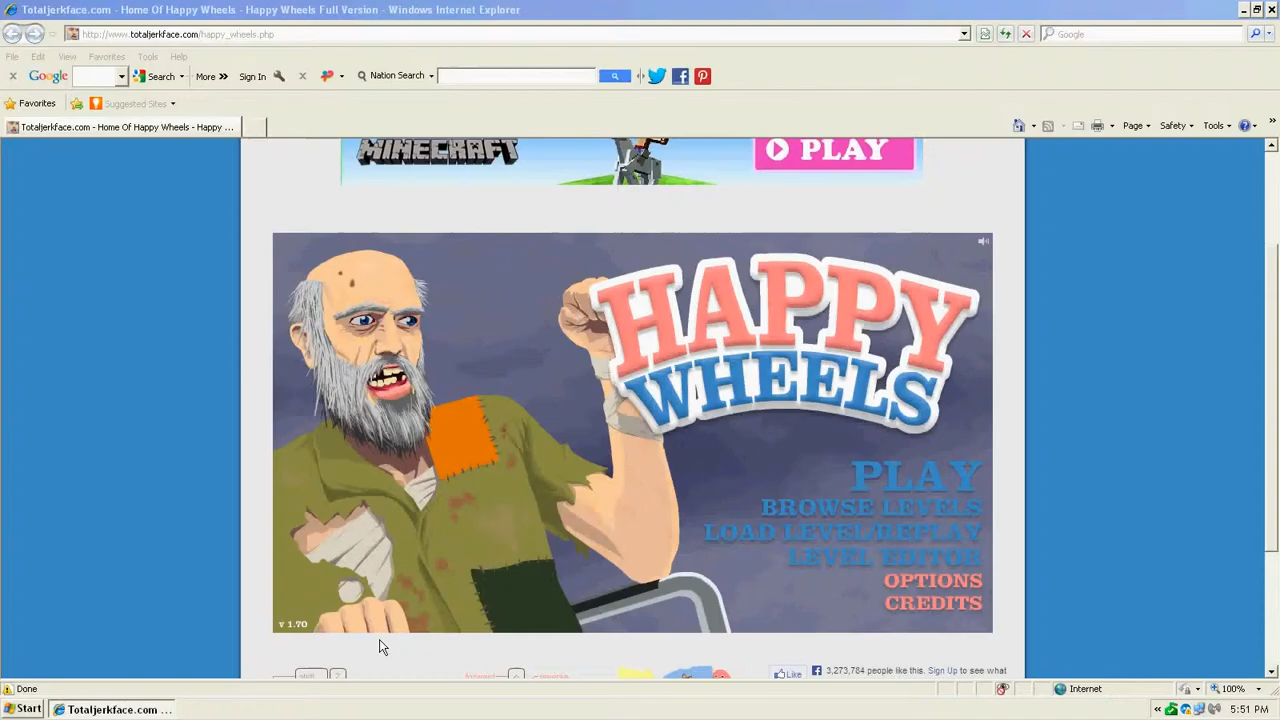 Totaljerkface.com - Home Of Happy Wheels - Happy Wheels Full Version - Windows Internet Explorer
http://www.totaljerkface.com/happy_wheels.php
Google
File Edit View Favorites Tools Help
Google Search More » Sign In Nation Search
Favorites Suggested Sites
Totaljerkface.com - Home Of Happy Wheels - Happy ...
Page Safety Tools »
MINECRAFT
PLAY
HAPPY
WHEELS
PLAY
BROWSE LEVELS
LOAD LEVEL/REPLAY
LEVEL EDITOR
OPTIONS
CREDITS
v 1.70
shift Z forward reverse
Like 3,273,784 people like this. Sign Up to see what
Done Internet 100%
Start Totaljerkface.com ... « 5:51 PM